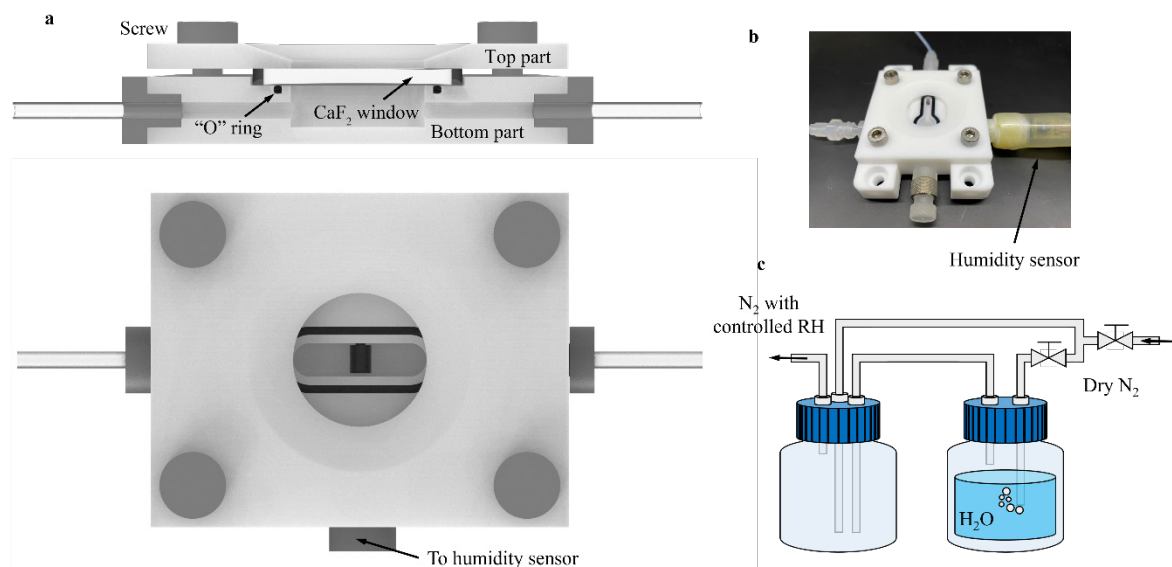 a
Screw
Top part
"O" ring
CaF₂ window
Bottom part
To humidity sensor
b
Humidity sensor
c
N₂ with
controlled RH
Dry N₂
H₂O